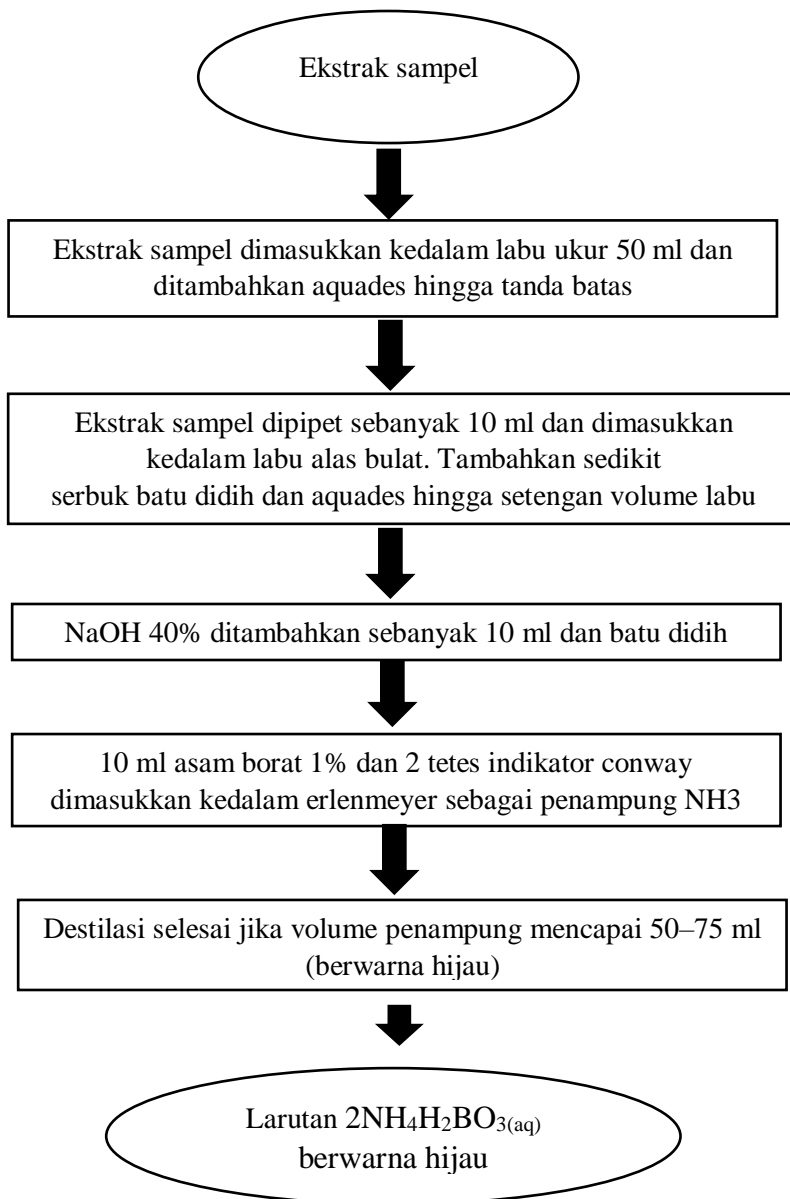 Ekstrak sampel
Ekstrak sampel dimasukkan kedalam labu ukur 50 ml dan
ditambahkan aquades hingga tanda batas
Ekstrak sampel dipipet sebanyak 10 ml dan dimasukkan
kedalam labu alas bulat. Tambahkan sedikit
serbuk batu didih dan aquades hingga setengan volume labu
NaOH 40% ditambahkan sebanyak 10 ml dan batu didih
10 ml asam borat 1% dan 2 tetes indikator conway
dimasukkan kedalam erlenmeyer sebagai penampung NH3
Destilasi selesai jika volume penampung mencapai 50–75 ml
(berwarna hijau)
Larutan 2NH₄H₂BO₃₍aq₎
berwarna hijau